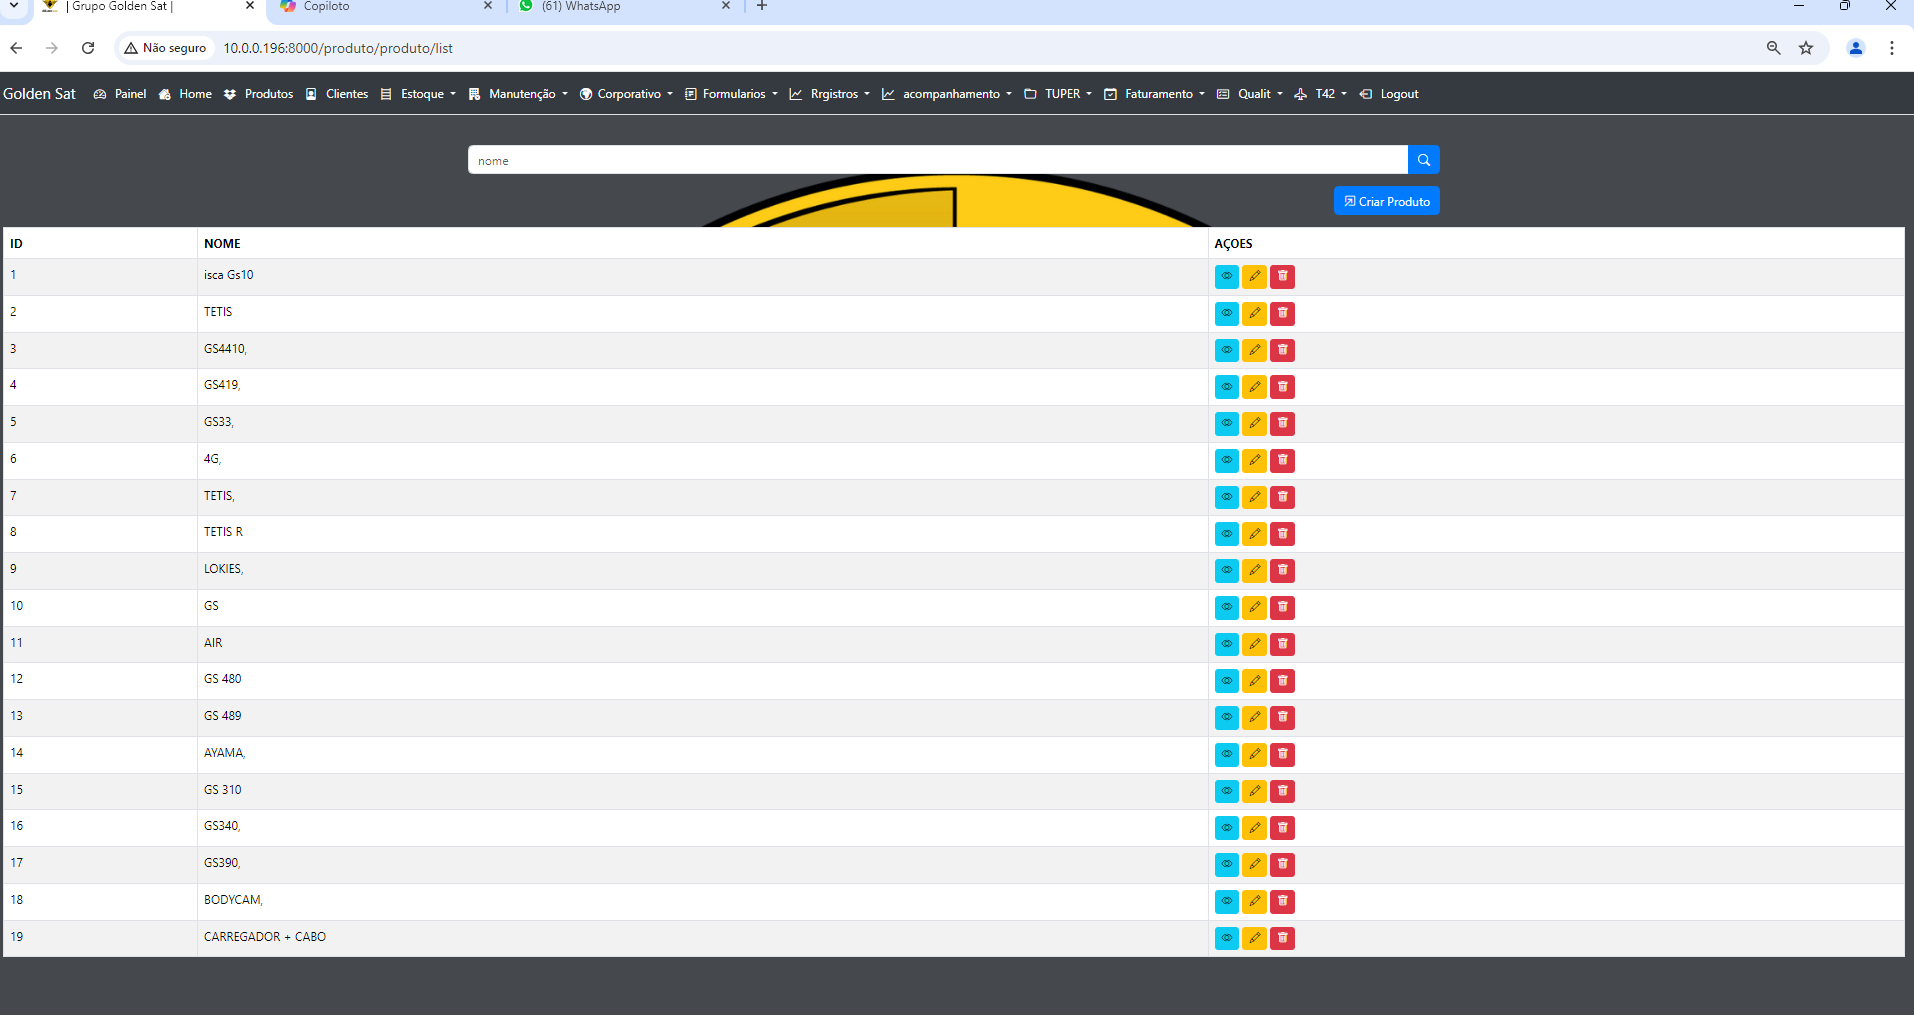 | Grupo Golden Sat |
Copiloto
(61) WhatsApp
Não seguro
10.0.0.196:8000/produto/produto/list
Golden Sat Painel Home Produtos Clientes Estoque Manutenção Corporativo Formularios Rrgistros acompanhamento TUPER Faturamento Qualit T42 Logout
nome
Criar Produto
ID NOME AÇOES
1 isca Gs10
2 TETIS
3 GS4410,
4 GS419,
5 GS33,
6 4G,
7 TETIS,
8 TETIS R
9 LOKIES,
10 GS
11 AIR
12 GS 480
13 GS 489
14 AYAMA,
15 GS 310
16 GS340,
17 GS390,
18 BODYCAM,
19 CARREGADOR + CABO